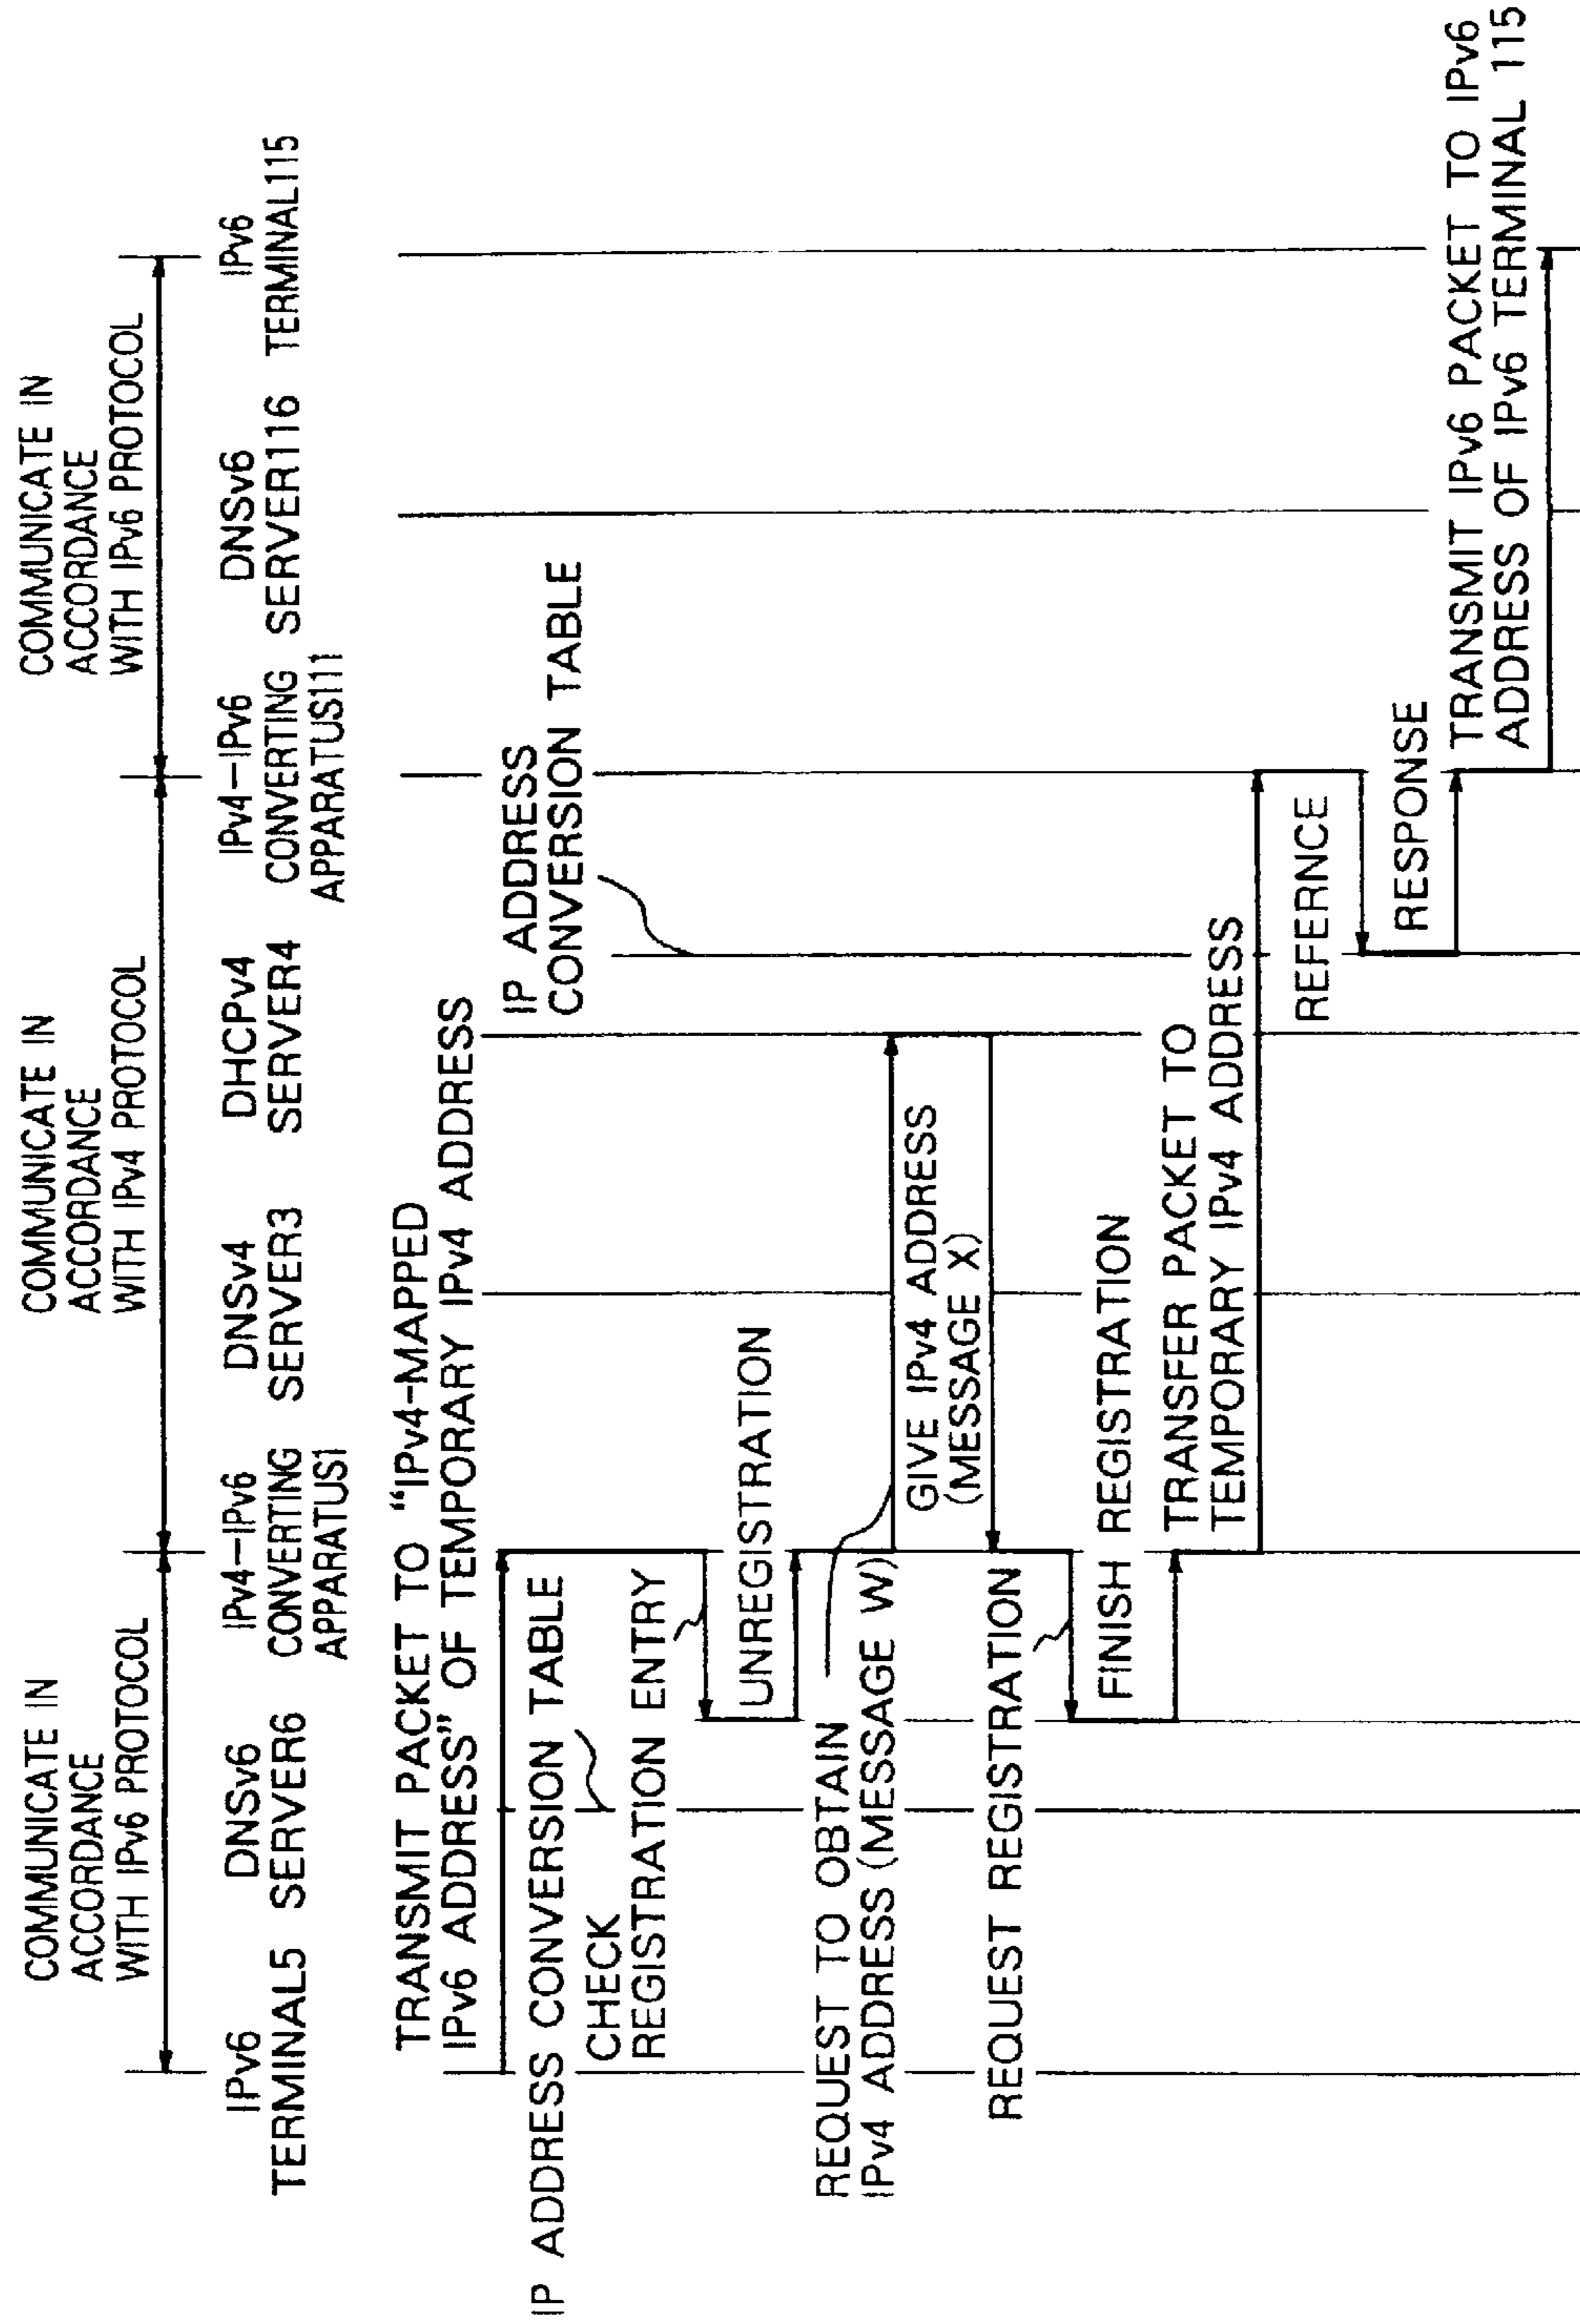 COMMUNICATE IN
ACCORDANCE
WITH IPv6 PROTOCOL
COMMUNICATE IN
ACCORDANCE
WITH IPv4 PROTOCOL
COMMUNICATE IN
ACCORDANCE
WITH IPv6 PROTOCOL
IPv6
TERMINAL5
DNSv6
SERVER6
IPv4-IPv6
CONVERTING
APPARATUS1
DNSv4
SERVER3
DHCPv4
SERVER4
IPv4-IPv6
CONVERTING
APPARATUS111
DNSv6
SERVER116
IPv6
TERMINAL115
TRANSMIT PACKET TO "IPv4-MAPPED
IPv6 ADDRESS" OF TEMPORARY IPv4 ADDRESS
IP ADDRESS
CONVERSION TABLE
IP ADDRESS CONVERSION TABLE
CHECK
REGISTRATION ENTRY
UNREGISTRATION
REQUEST TO OBTAIN
IPv4 ADDRESS (MESSAGE W)
GIVE IPv4 ADDRESS
(MESSAGE X)
REQUEST REGISTRATION
FINISH REGISTRATION
TRANSFER PACKET TO
TEMPORARY IPv4 ADDRESS
REFERNCE
RESPONSE
TRANSMIT IPv6 PACKET TO IPv6
ADDRESS OF IPv6 TERMINAL 115